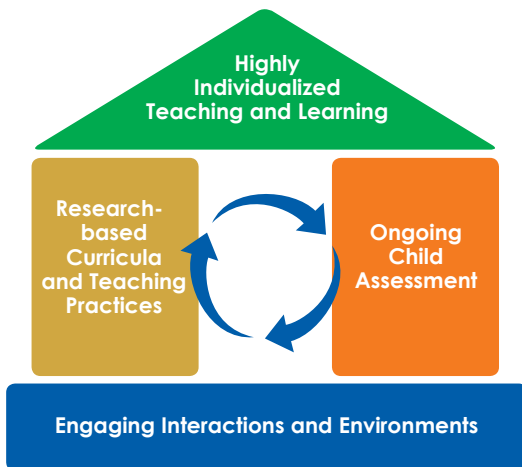 Highly
Individualized
Teaching and Learning
Research-
based
Curricula
and Teaching
Practices
Ongoing
Child
Assessment
Engaging Interactions and Environments